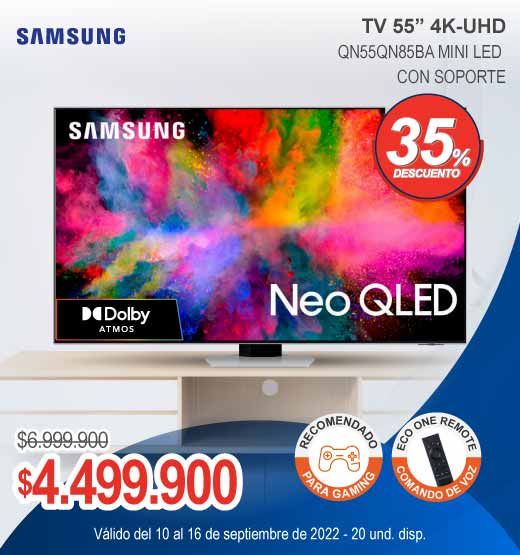 SAMSUNG
TV 55” 4K-UHD
QN55QN85BA MINI LED
CON SOPORTE
SAMSUNG
35%
DESCUENTO
Neo QLED
Dolby
ATMOS
$6.999.900
$4.499.900
RECOMENDADO
PARA GAMING
ECO ONE REMOTE
COMANDO DE VOZ
Válido del 10 al 16 de septiembre de 2022 - 20 und. disp.